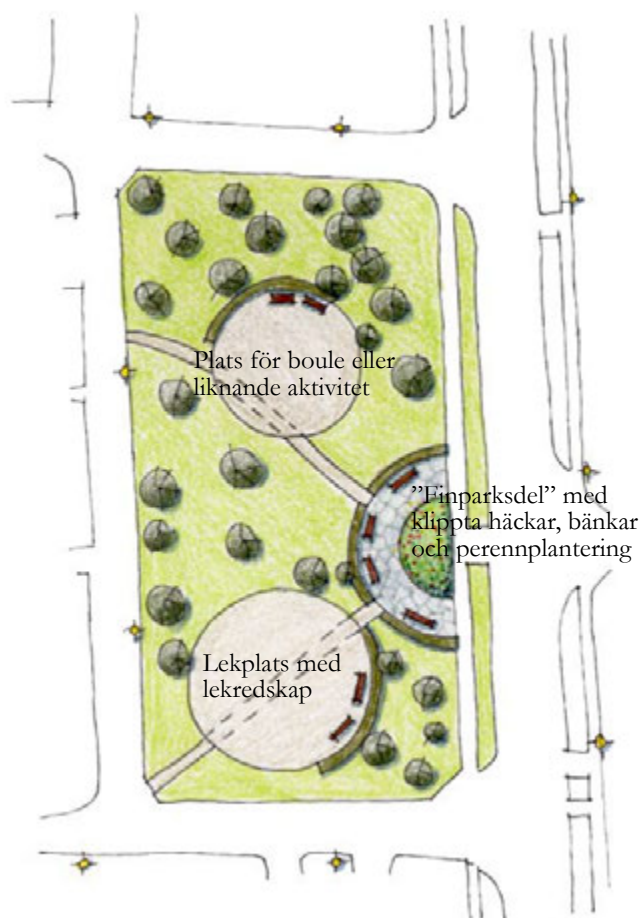 Plats för boule eller
liknande aktivitet
”Finparksdel” med
klippta häckar, bänkar
och perennplantering
Lekplats med
lekredskap